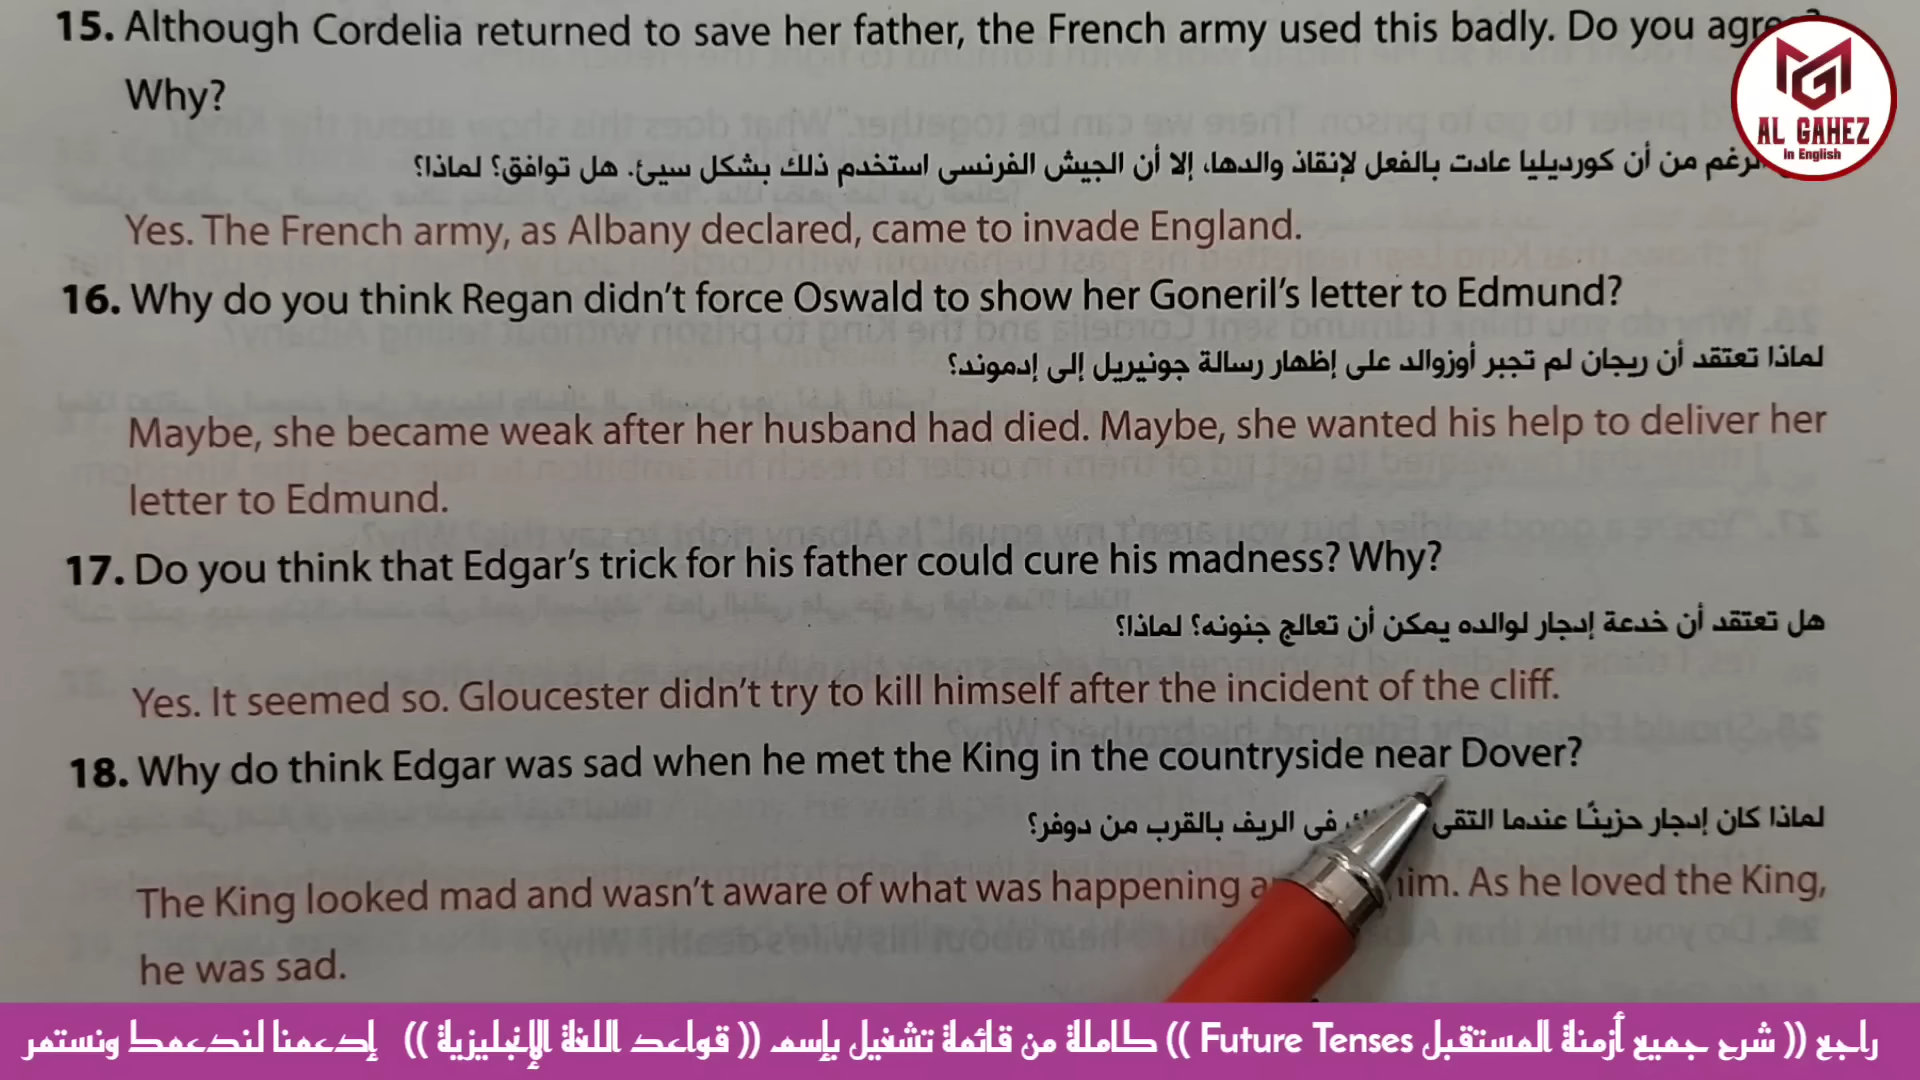 15. Although Cordelia returned to save her father, the French army used this badly. Do you agree?
Why?
الرغم من أن كورديليا عادت بالفعل لإنقاذ والدها، إلا أن الجيش الفرنسى استخدم ذلك بشكل سيئ. هل توافق؟ لماذا؟
Yes. The French army, as Albany declared, came to invade England.
16. Why do you think Regan didn't force Oswald to show her Goneril's letter to Edmund?
لماذا تعتقد أن ريجان لم تجبر أوزوالد على إظهار رسالة جونيريل إلى إدموند؟
Maybe, she became weak after her husband had died. Maybe, she wanted his help to deliver her
letter to Edmund.
17. Do you think that Edgar's trick for his father could cure his madness? Why?
هل تعتقد أن خدعة إدجار لوالده يمكن أن تعالج جنونه؟ لماذا؟
Yes. It seemed so. Gloucester didn't try to kill himself after the incident of the cliff.
18. Why do think Edgar was sad when he met the King in the countryside near Dover?
لماذا كان إدجار حزينًا عندما التقى فى الريف بالقرب من دوفر؟
The King looked mad and wasn't aware of what was happening him. As he loved the King,
he was sad.
AL GAHEZ
in English
راجع (( شرح جميع أزمنة المستقبل Future Tenses )) كاملة من قائمة تشغيل بإسم (( قواعد اللغة الإنجليزية )) إدعمنا لندعمك ونستمر